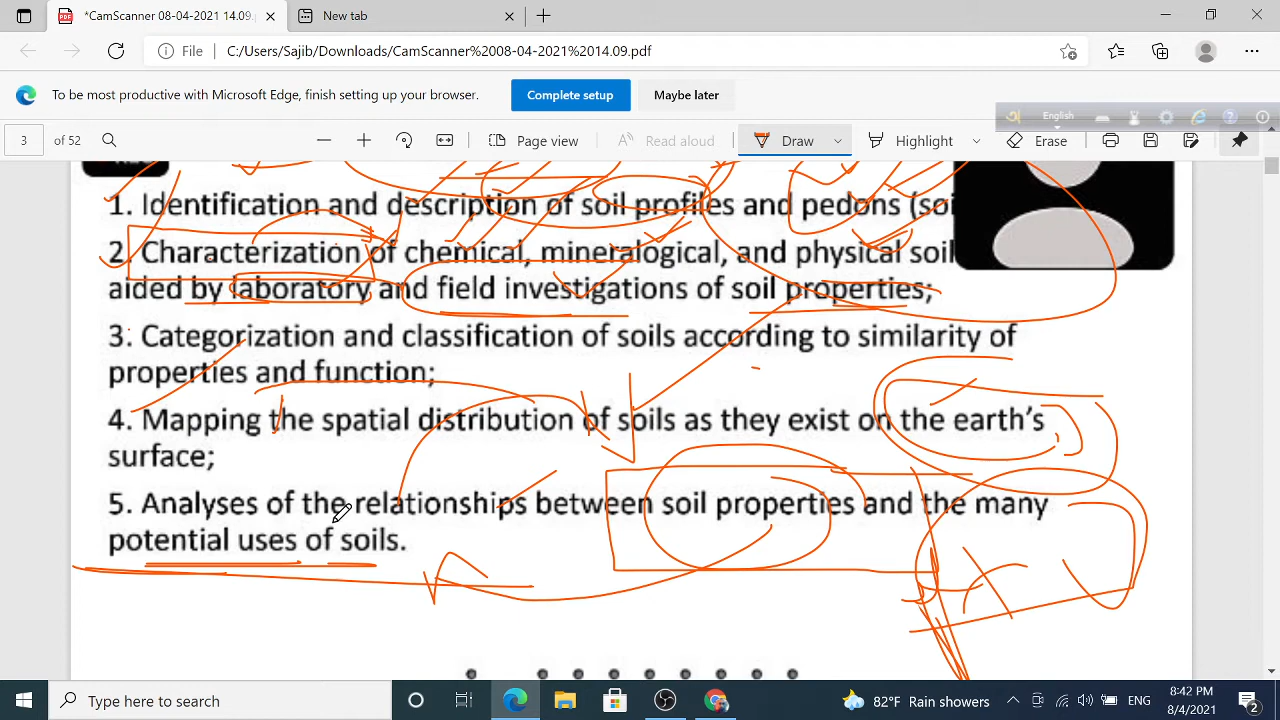 *CamScanner 08-04-2021 14.09.
New tab
File
C:/Users/Sajib/Downloads/CamScanner%2008-04-2021%2014.09.pdf
To be most productive with Microsoft Edge, finish setting up your browser.
Complete setup
Maybe later
English
3
of 52
Page view
Read aloud
Draw
Highlight
Erase
1. Identification and description of soil profiles and pedons (soi
2. Characterization of chemical, mineralogical, and physical soil
aided by laboratory and field investigations of soil properties;
3. Categorization and classification of soils according to similarity of
properties and function;
4. Mapping the spatial distribution of soils as they exist on the earth's
surface;
5. Analyses of the relationships between soil properties and the many
potential uses of soils.
Type here to search
82°F Rain showers
ENG
8:42 PM
8/4/2021
2